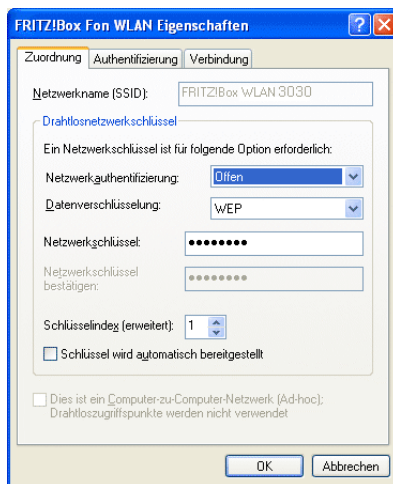 FRITZ!Box Fon WLAN Eigenschaften
Zuordnung Authentifizierung Verbindung
Netzwerkname (SSID): FRITZ!Box WLAN 3030
Drahtlosnetzwerkschlüssel
Ein Netzwerkschlüssel ist für folgende Option erforderlich:
Netzwerkauthentifizierung: Offen
Datenverschlüsselung: WEP
Netzwerkschlüssel: ••••••••
Netzwerkschlüssel
bestätigen: ••••••••
Schlüsselindex (erweitert): 1
Schlüssel wird automatisch bereitgestellt
Dies ist ein Computer-zu-Computer-Netzwerk (Ad-hoc);
Drahtloszugriffspunkte werden nicht verwendet
OK Abbrechen